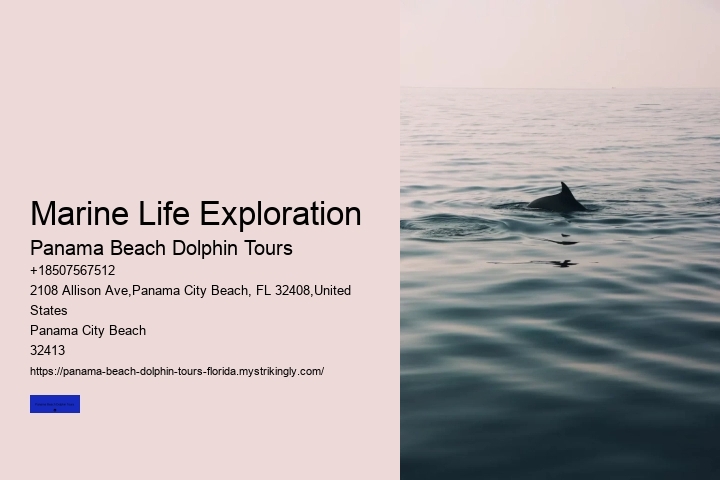 Marine Life Exploration
Panama Beach Dolphin Tours
+18507567512
2108 Allison Ave,Panama City Beach, FL 32408,United
States
Panama City Beach
32413
https://panama-beach-dolphin-tours-florida.mystrikingly.com/